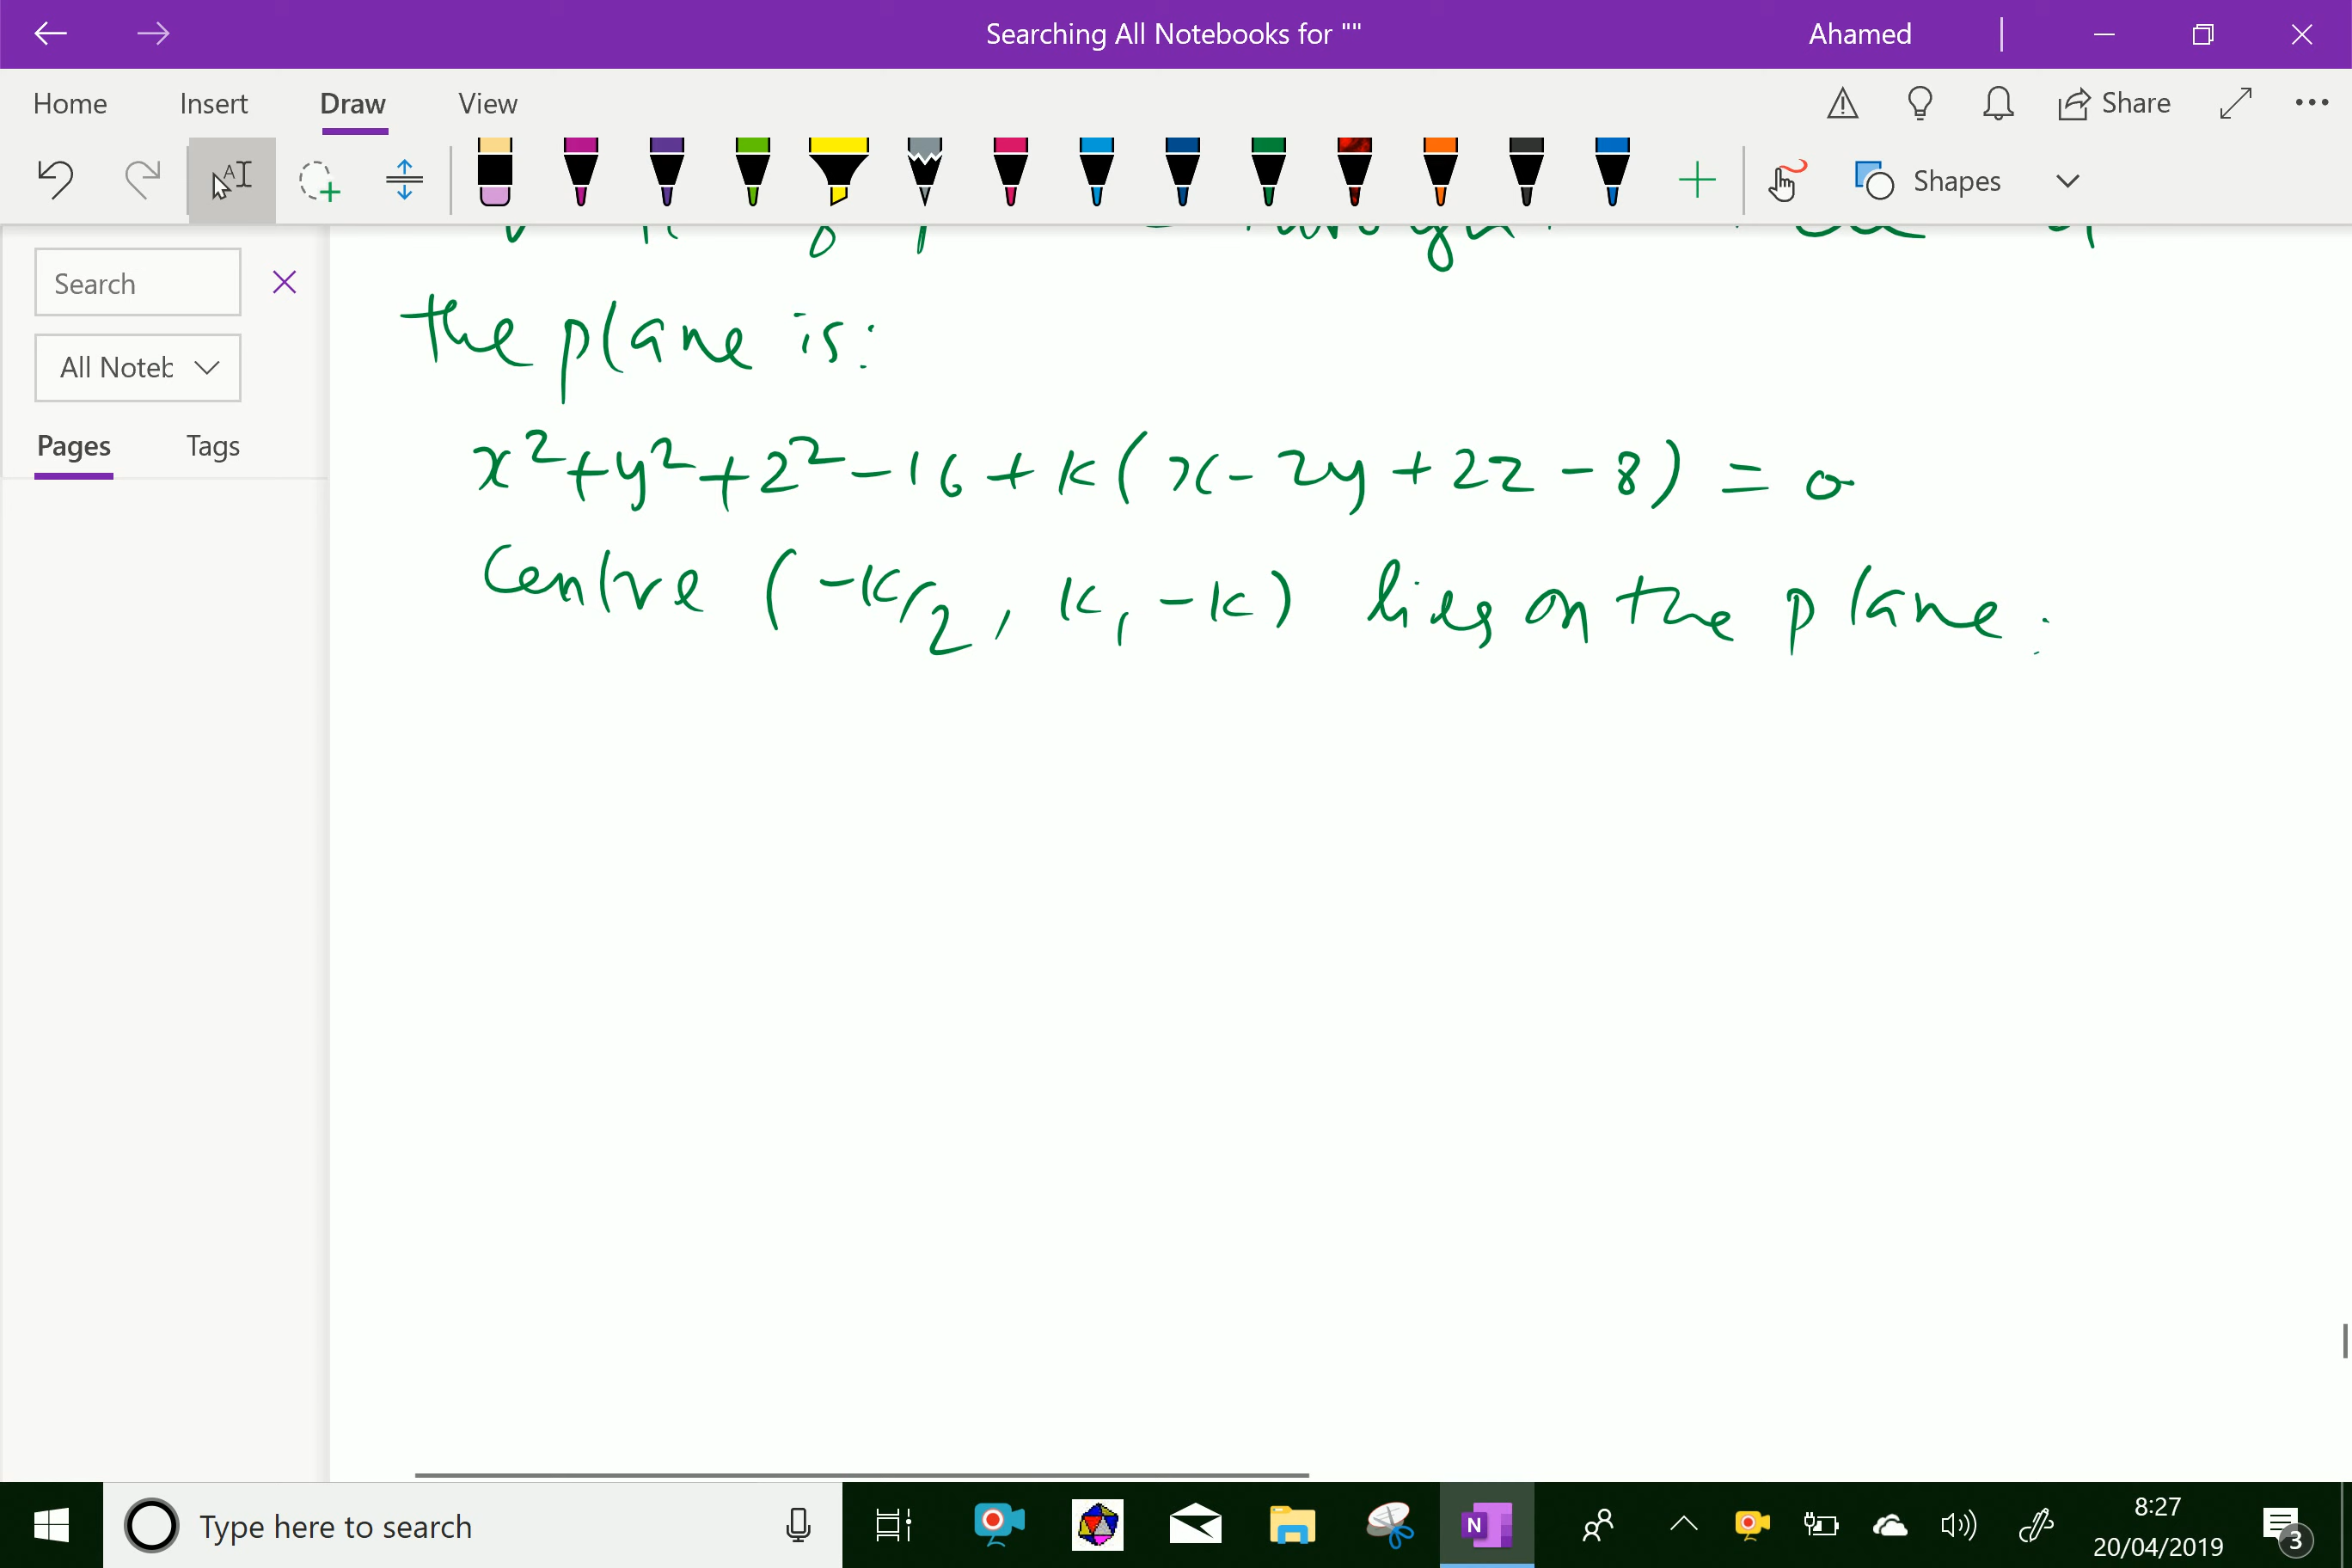 Searching All Notebooks for ""
Ahamed
Home Insert Draw View
Share
Shapes
Search
All Noteb
Pages Tags
the plane is:
x²+y²+z²-16+k(x-2y+2z-8)=0
Centre (-k/2, k, -k) lies on the plane:
Type here to search
N
8:27
20/04/2019
3